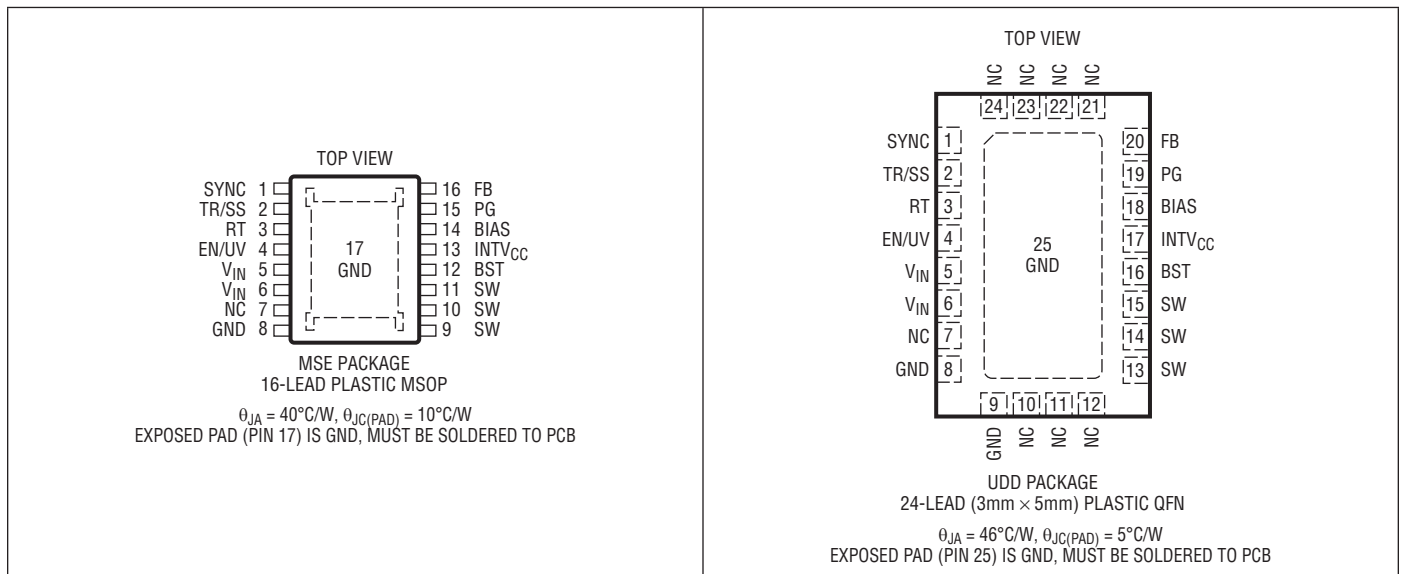 TOP VIEW
SYNC 1
TR/SS 2
RT 3
EN/UV 4
VIN 5
VIN 6
NC 7
GND 8
17
GND
16 FB
15 PG
14 BIAS
13 INTVCC
12 BST
11 SW
10 SW
9 SW
MSE PACKAGE
16-LEAD PLASTIC MSOP
θJA = 40°C/W, θJC(PAD) = 10°C/W
EXPOSED PAD (PIN 17) IS GND, MUST BE SOLDERED TO PCB
TOP VIEW
NC NC NC NC
24 23 22 21
SYNC 1
TR/SS 2
RT 3
EN/UV 4
VIN 5
VIN 6
NC 7
GND 8
25
GND
20 FB
19 PG
18 BIAS
17 INTVCC
16 BST
15 SW
14 SW
13 SW
9 10 11 12
GND NC NC NC
UDD PACKAGE
24-LEAD (3mm × 5mm) PLASTIC QFN
θJA = 46°C/W, θJC(PAD) = 5°C/W
EXPOSED PAD (PIN 25) IS GND, MUST BE SOLDERED TO PCB